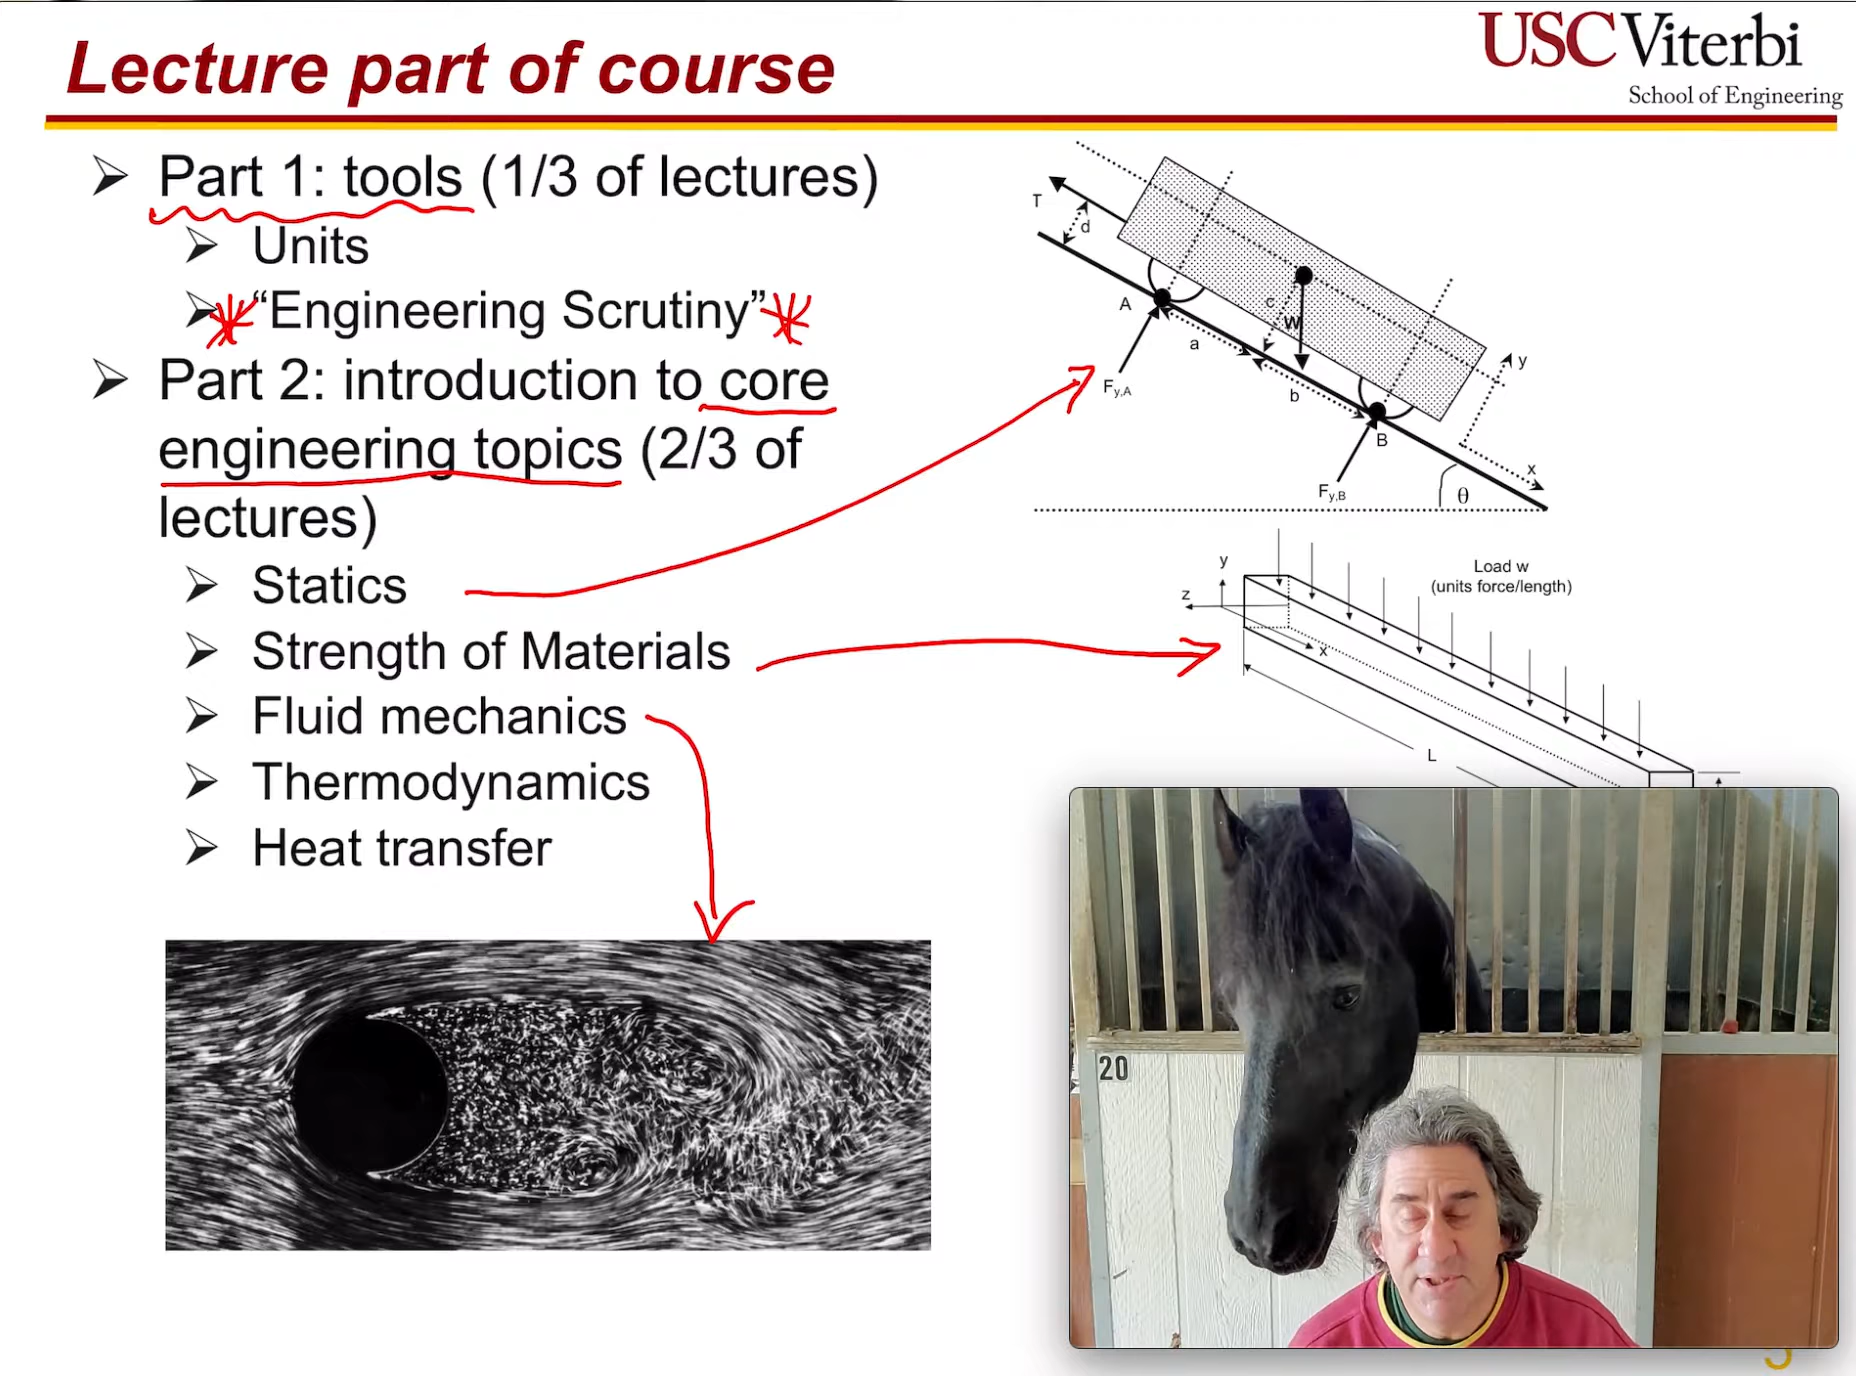 Lecture part of course
USC Viterbi
School of Engineering
Part 1: tools (1/3 of lectures)
Units
“Engineering Scrutiny”
Part 2: introduction to core
engineering topics (2/3 of
lectures)
Statics
Strength of Materials
Fluid mechanics
Thermodynamics
Heat transfer
T
d
A
c
W
a
F y,A
b
y
B
x
F y,B
θ
Load w
(units force/length)
y
z
x
L
20